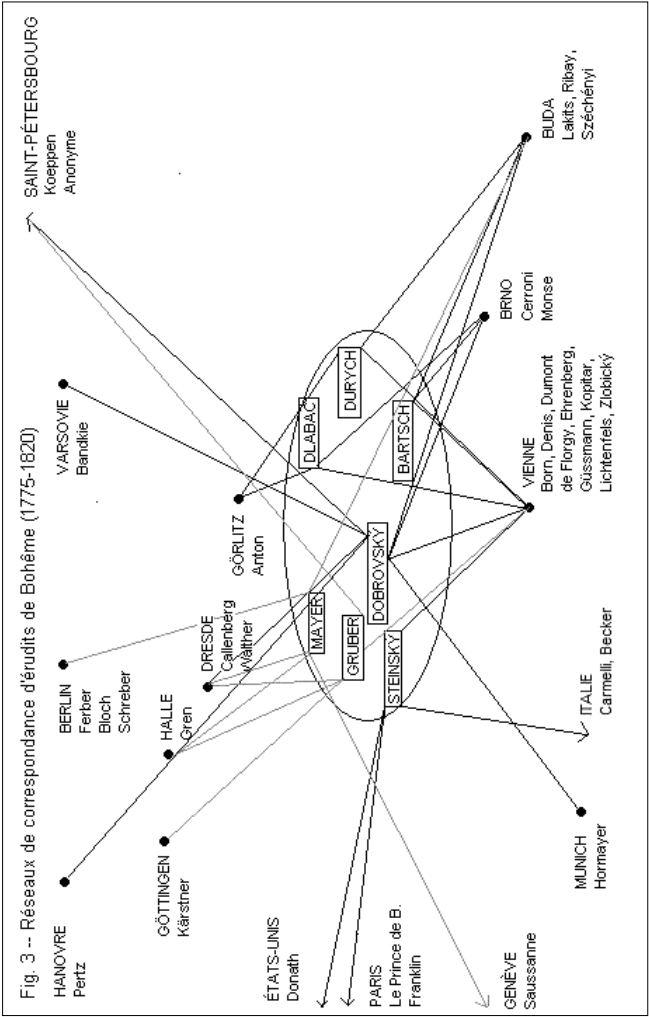 Fig. 3 -- Réseaux de correspondance d'érudits de Bohême (1775-1820)
HANOVRE
Pertz
BERLIN
Ferber
Bloch
Schreber
VARSOVIE
Bandkie
SAINT-PÉTERSBOURG
Koeppen
Anonyme
GÖTTINGEN
Kärstner
HALLE
Gren
DRESDE
Callenberg
Walther
GÖRLITZ
Anton
MAYER
DLABAC
GRUBER
DURYCH
DOBROVSKÝ
STEINSKY
BARTSCH
ÉTATS-UNIS
Donath
PARIS
Le Prince de B.
Franklin
GENÈVE
Saussanne
MUNICH
Hormayer
ITALIE
Carmelli, Becker
VIENNE
Born, Denis, Dumont
de Florgy, Ehrenberg,
Güssmann, Kopitar,
Lichtenfels, Zlobický
BRNO
Cerroni
Monse
BUDA
Lakits, Ribay,
Széchényi